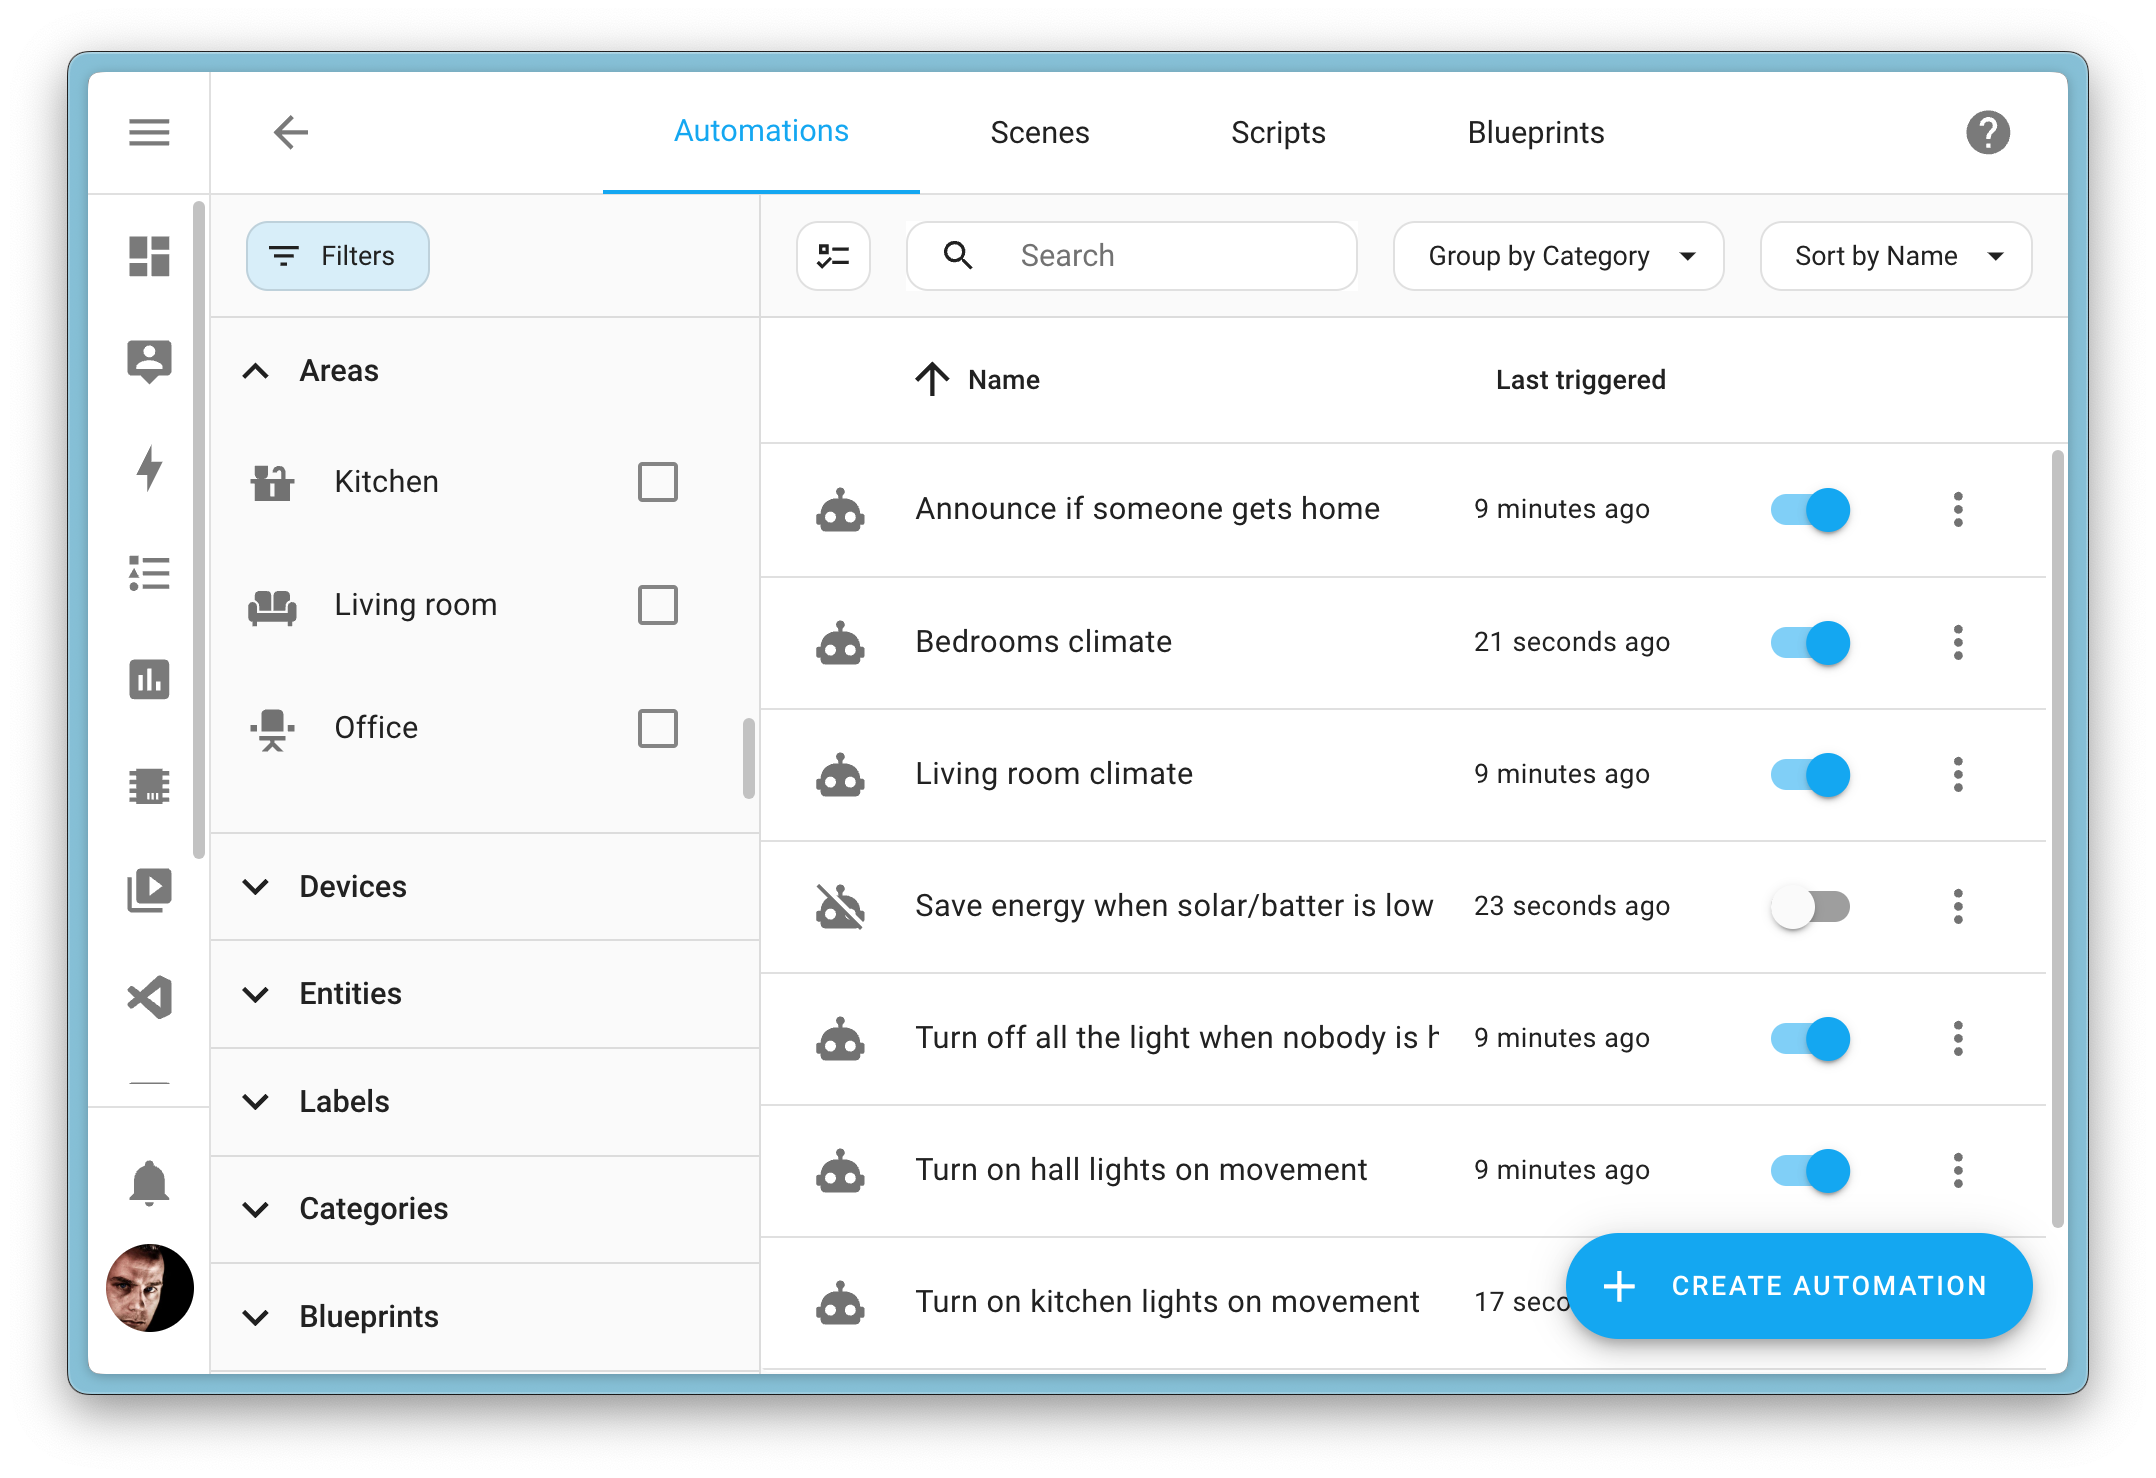 Automations
Scenes
Scripts
Blueprints
Filters
Search
Group by Category
Sort by Name
Areas
Kitchen
Living room
Office
Devices
Entities
Labels
Categories
Blueprints
Name
Last triggered
Announce if someone gets home
9 minutes ago
Bedrooms climate
21 seconds ago
Living room climate
9 minutes ago
Save energy when solar/batter is low
23 seconds ago
Turn off all the light when nobody is
9 minutes ago
Turn on hall lights on movement
9 minutes ago
Turn on kitchen lights on movement
17 seco
CREATE AUTOMATION